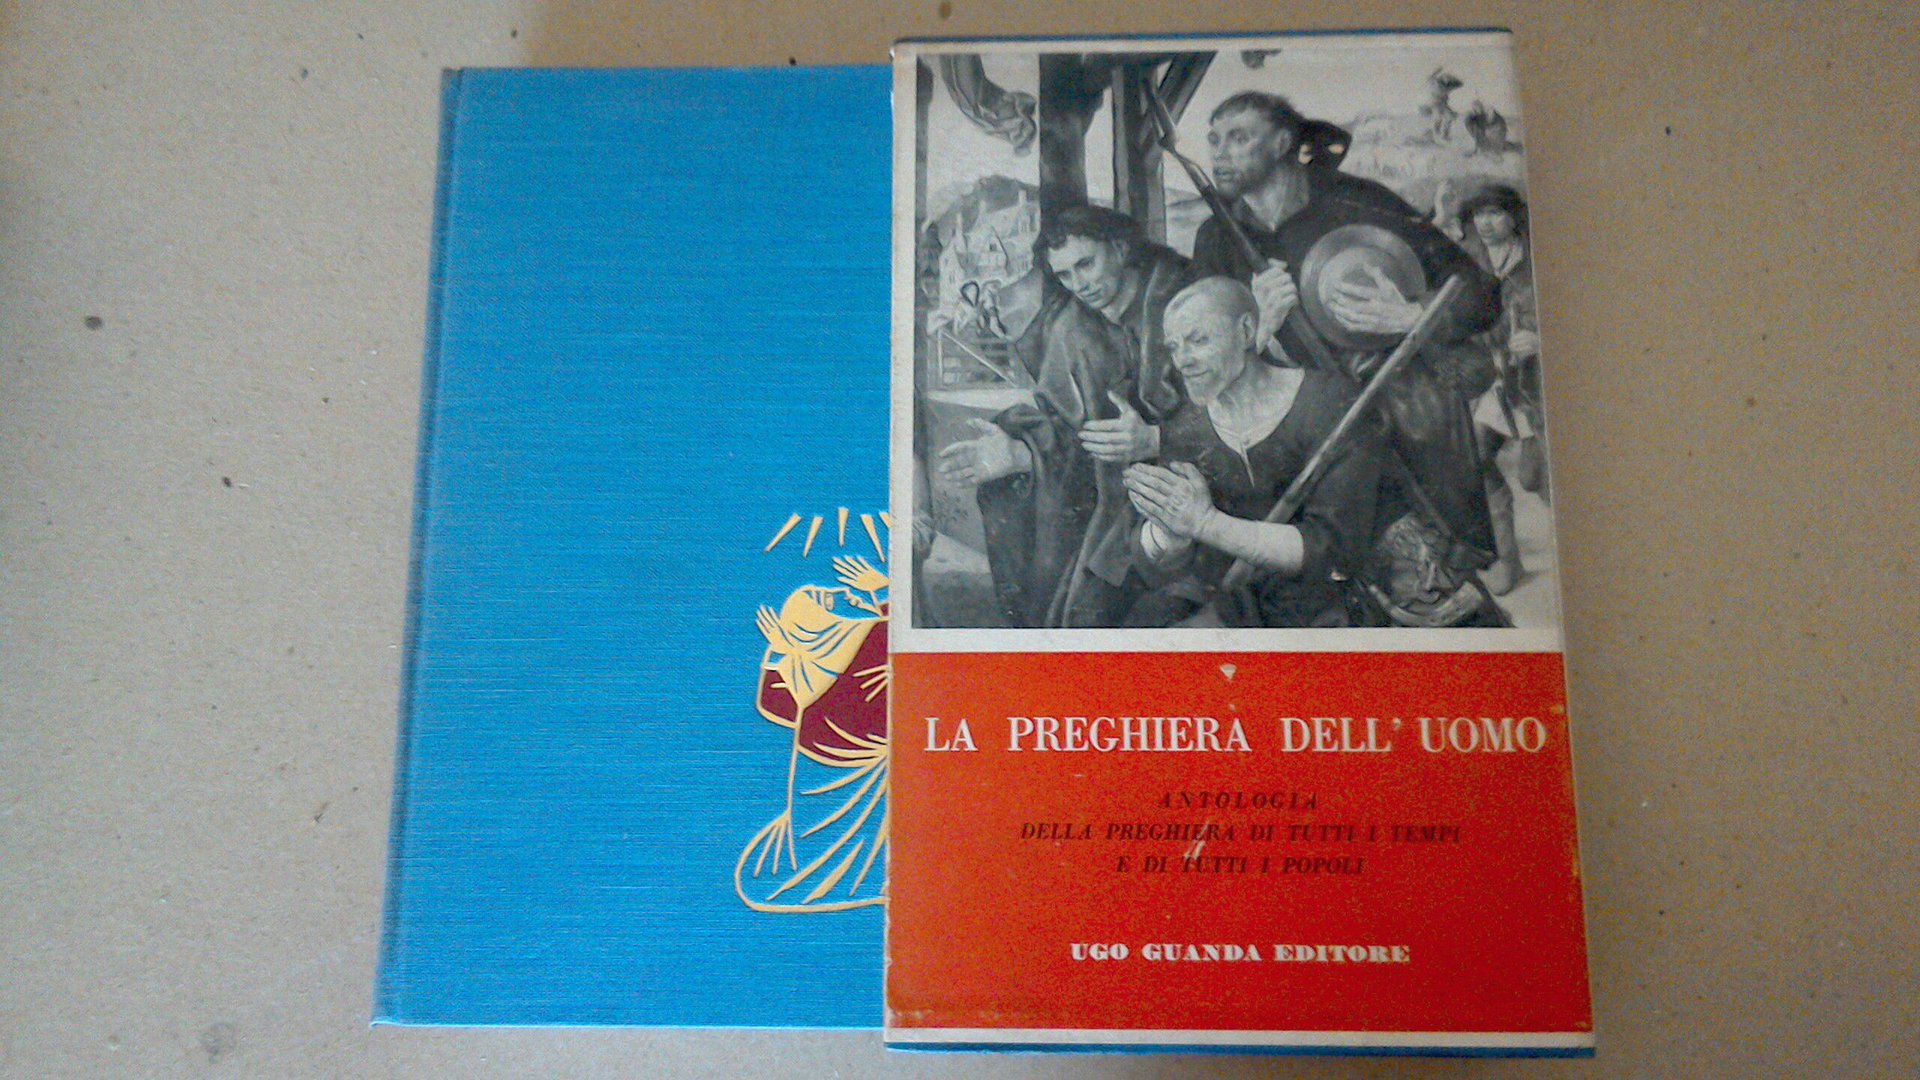 LA PREGHIERA DELL' UOMO
ANTOLOGIA
DELLA PREGHIERA DI TUTTI I TEMPI
E DI TUTTI I POPOLI
UGO GUANDA EDITORE